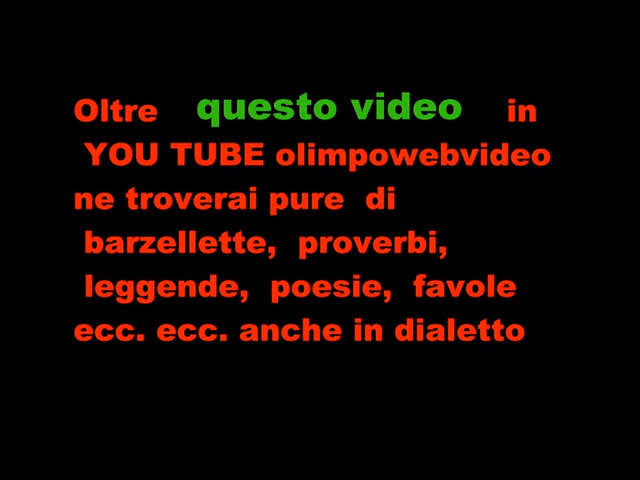 Oltre questo video in
YOU TUBE olimpowebvideo
ne troverai pure di
barzellette, proverbi,
leggende, poesie, favole
ecc. ecc. anche in dialetto